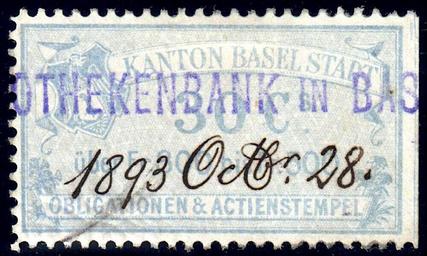 KANTON BASEL STADT
OTHEKENBANK IN BAS
30 C.
1893 Octbr. 28.
OBLIGATIONEN & ACTIENSTEMPEL